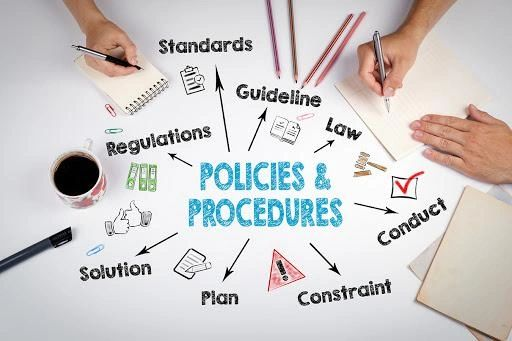 Standards
Guideline
Law
Regulations
POLICIES &
PROCEDURES
Conduct
Solution
Plan
Constraint